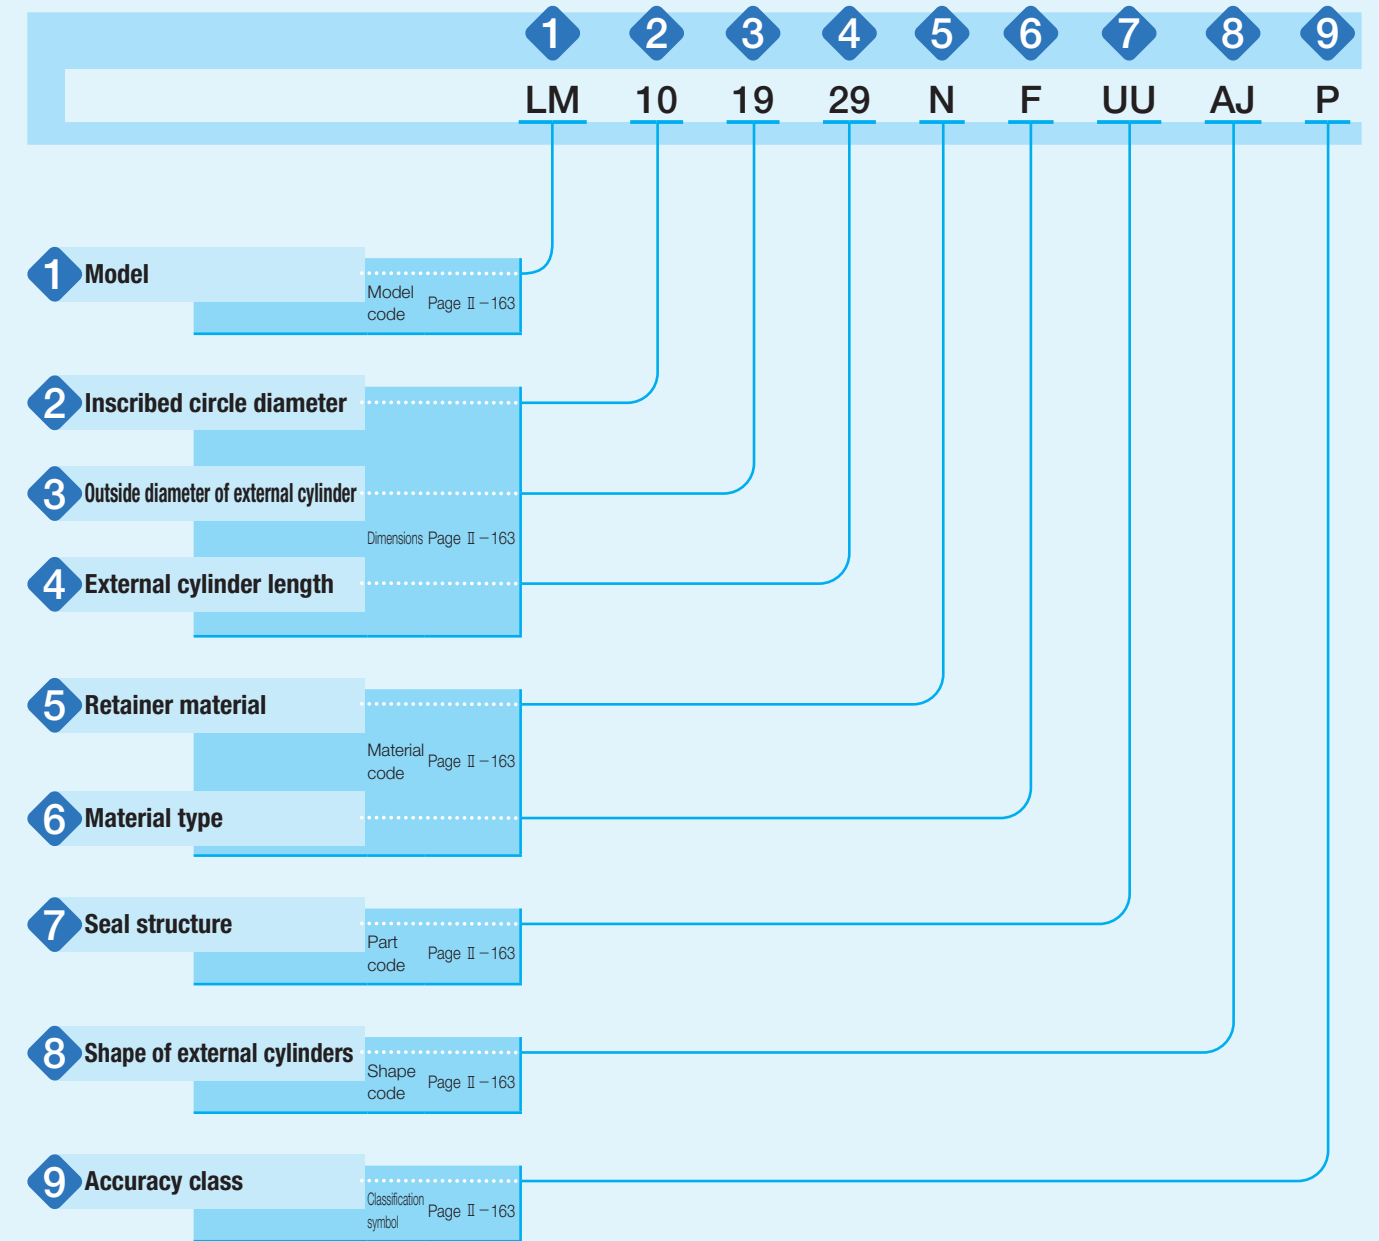 1 2 3 4 5 6 7 8 9
LM 10 19 29 N F UU AJ P
1 Model
Model code Page Ⅱ－163
2 Inscribed circle diameter
3 Outside diameter of external cylinder
Dimensions Page Ⅱ－163
4 External cylinder length
5 Retainer material
Material code Page Ⅱ－163
6 Material type
7 Seal structure
Part code Page Ⅱ－163
8 Shape of external cylinders
Shape code Page Ⅱ－163
9 Accuracy class
Classification symbol Page Ⅱ－163